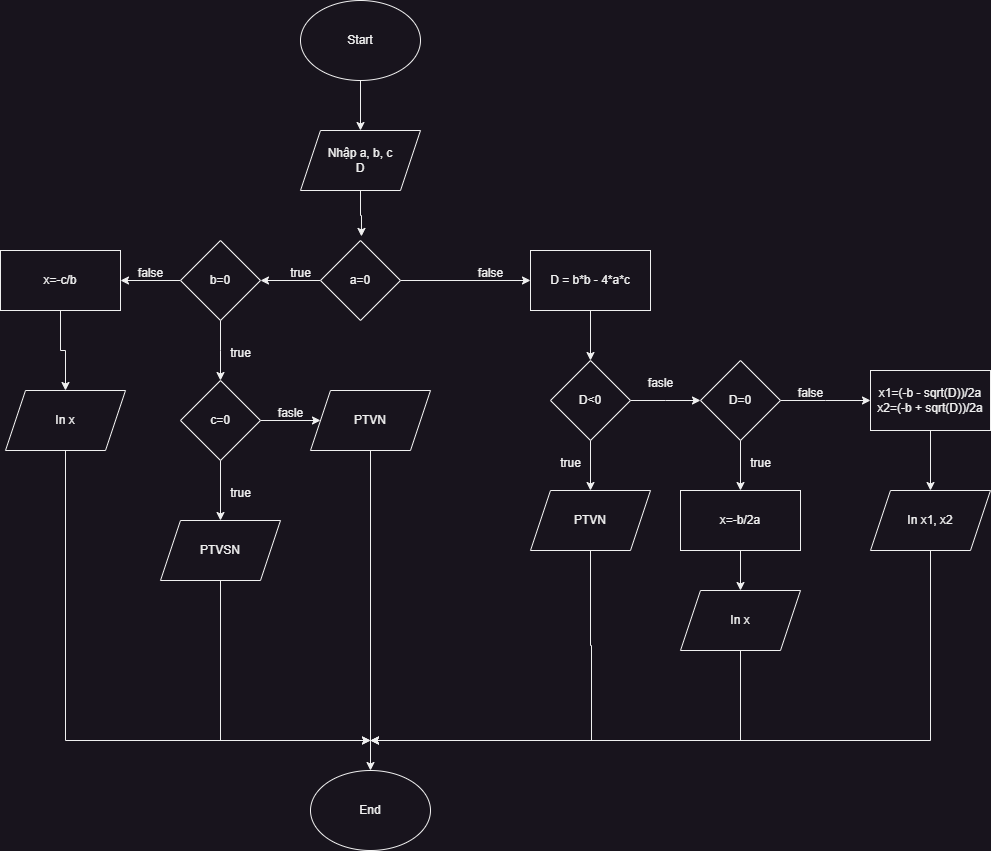 Start
Nhập a, b, c
D
x=-c/b
false
b=0
true
a=0
false
D = b*b - 4*a*c
true
In x
c=0
fasle
PTVN
D<0
fasle
D=0
false
x1=(-b - sqrt(D))/2a
x2=(-b + sqrt(D))/2a
true
true
true
PTVSN
PTVN
x=-b/2a
In x1, x2
In x
End